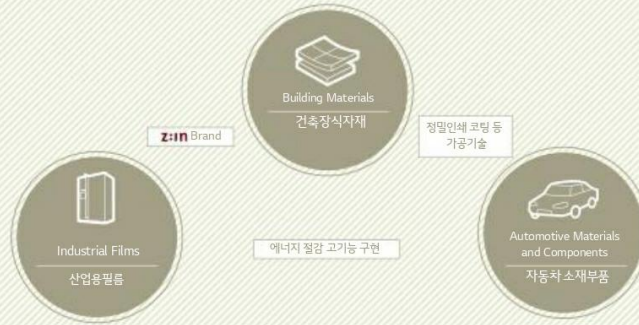 Building Materials
건축장식자재
z:in Brand
정밀인쇄 코팅 등
가공기술
Industrial Films
산업용필름
에너지 절감 고기능 구현
Automotive Materials
and Components
자동차 소재부품